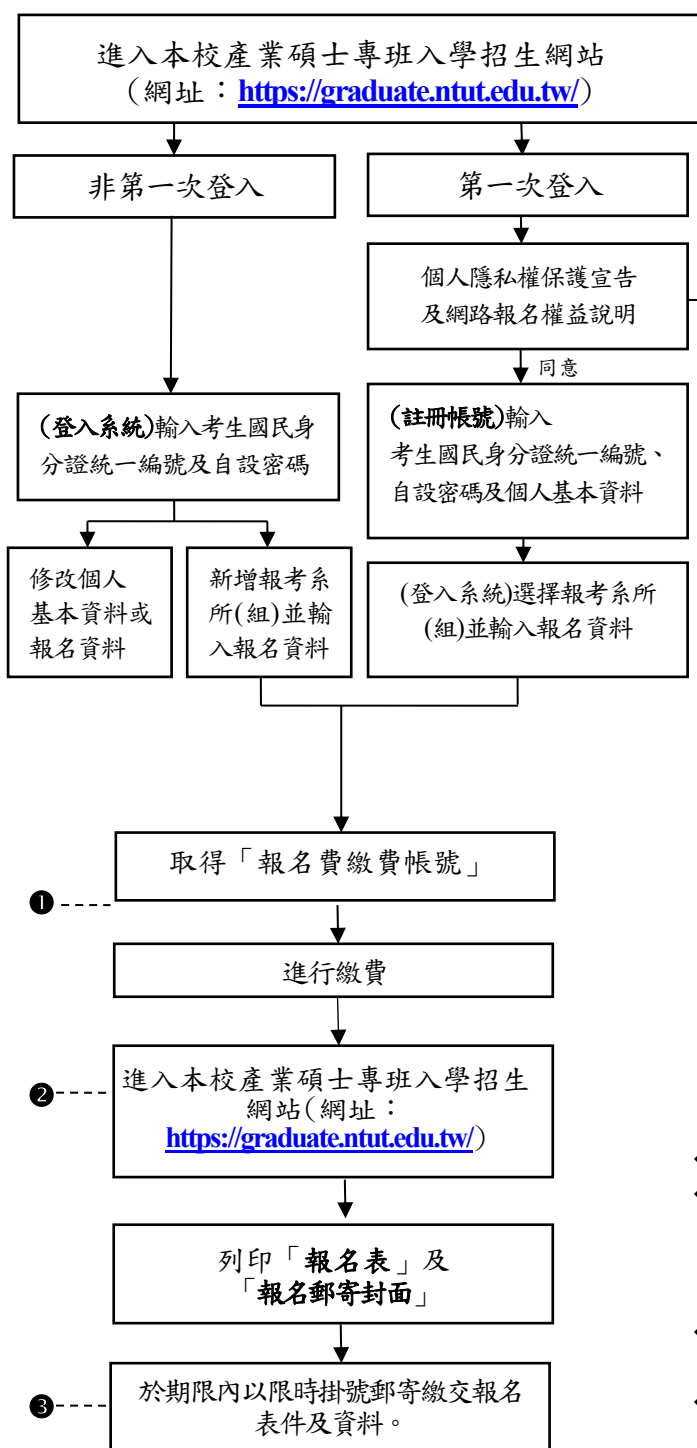 進入本校產業碩士專班入學招生網站
(網址：https://graduate.ntut.edu.tw/)
非第一次登入
第一次登入
個人隱私權保護宣告
及網路報名權益說明
同意
(登入系統)輸入考生國民身
分證統一編號及自設密碼
(註冊帳號)輸入
考生國民身分證統一編號、
自設密碼及個人基本資料
修改個人
基本資料或
報名資料
新增報考系
所(組)並輸
入報名資料
(登入系統)選擇報考系所
(組)並輸入報名資料
取得「報名費繳費帳號」
❶
進行繳費
❷
進入本校產業碩士專班入學招生
網站(網址：
https://graduate.ntut.edu.tw/)
列印「報名表」及
「報名郵寄封面」
❸
於期限內以限時掛號郵寄繳交報名
表件及資料。